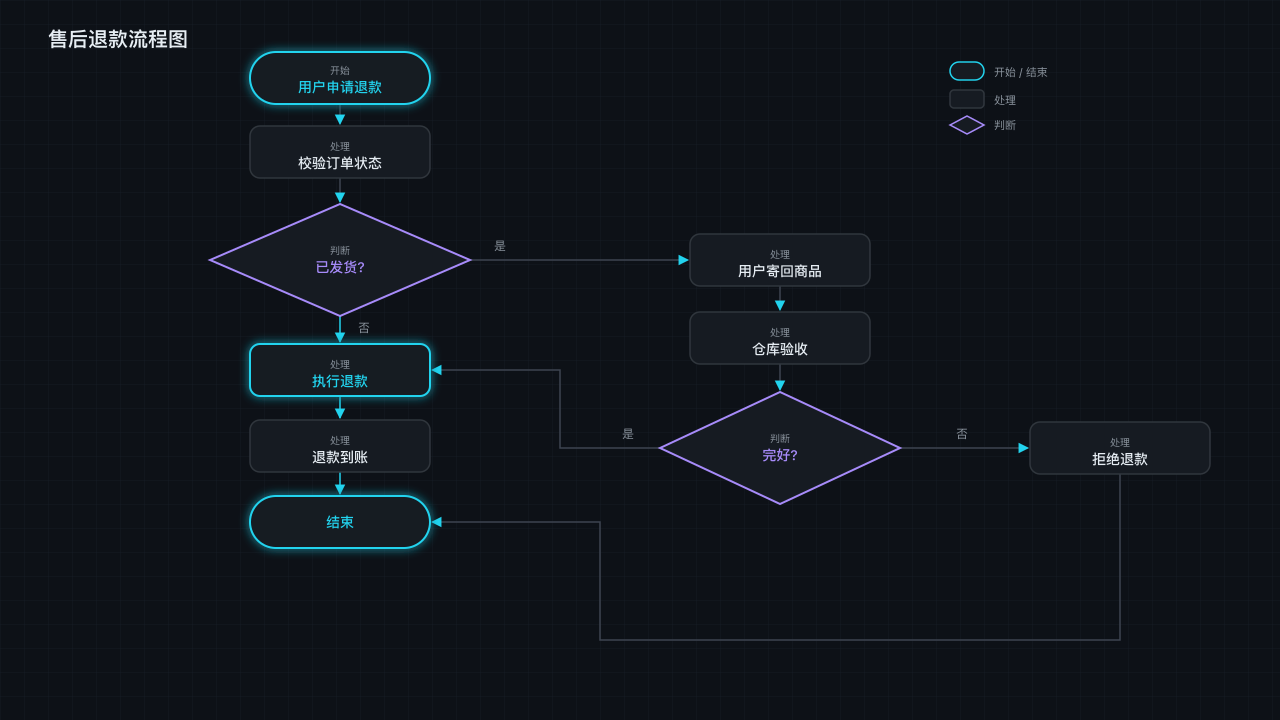 售后退款流程图
开始
用户申请退款
处理
校验订单状态
判断
已发货?
是
否
处理
用户寄回商品
处理
仓库验收
判断
完好?
是
否
处理
拒绝退款
处理
执行退款
处理
退款到账
结束
开始 / 结束
处理
判断